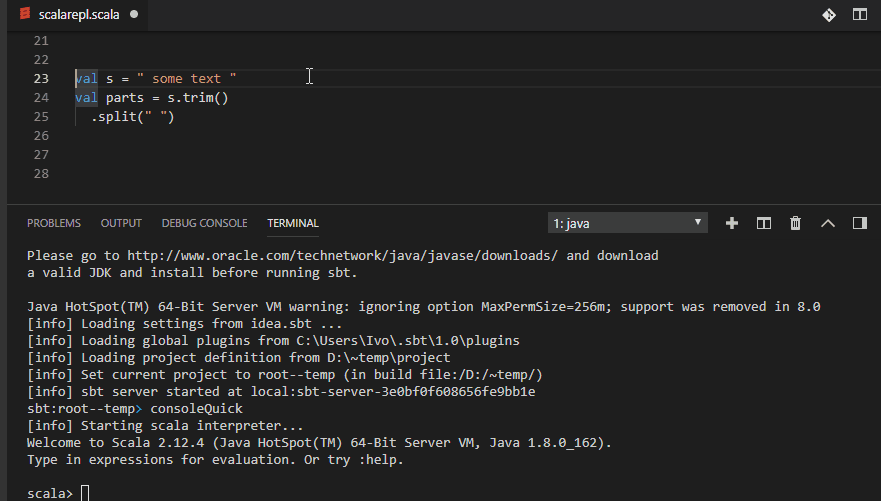 scalarepl.scala
21
22
23 val s = " some text "
24 val parts = s.trim()
25 .split(" ")
26
27
28
PROBLEMS OUTPUT DEBUG CONSOLE TERMINAL 1: java
Please go to http://www.oracle.com/technetwork/java/javase/downloads/ and download
a valid JDK and install before running sbt.
Java HotSpot(TM) 64-Bit Server VM warning: ignoring option MaxPermSize=256m; support was removed in 8.0
[info] Loading settings from idea.sbt ...
[info] Loading global plugins from C:\Users\Ivo\.sbt\1.0\plugins
[info] Loading project definition from D:\~temp\project
[info] Set current project to root--temp (in build file:/D:/~temp/)
[info] sbt server started at local:sbt-server-3e0bf0f608656fe9bb1e
sbt:root--temp> consoleQuick
[info] Starting scala interpreter...
Welcome to Scala 2.12.4 (Java HotSpot(TM) 64-Bit Server VM, Java 1.8.0_162).
Type in expressions for evaluation. Or try :help.
scala>